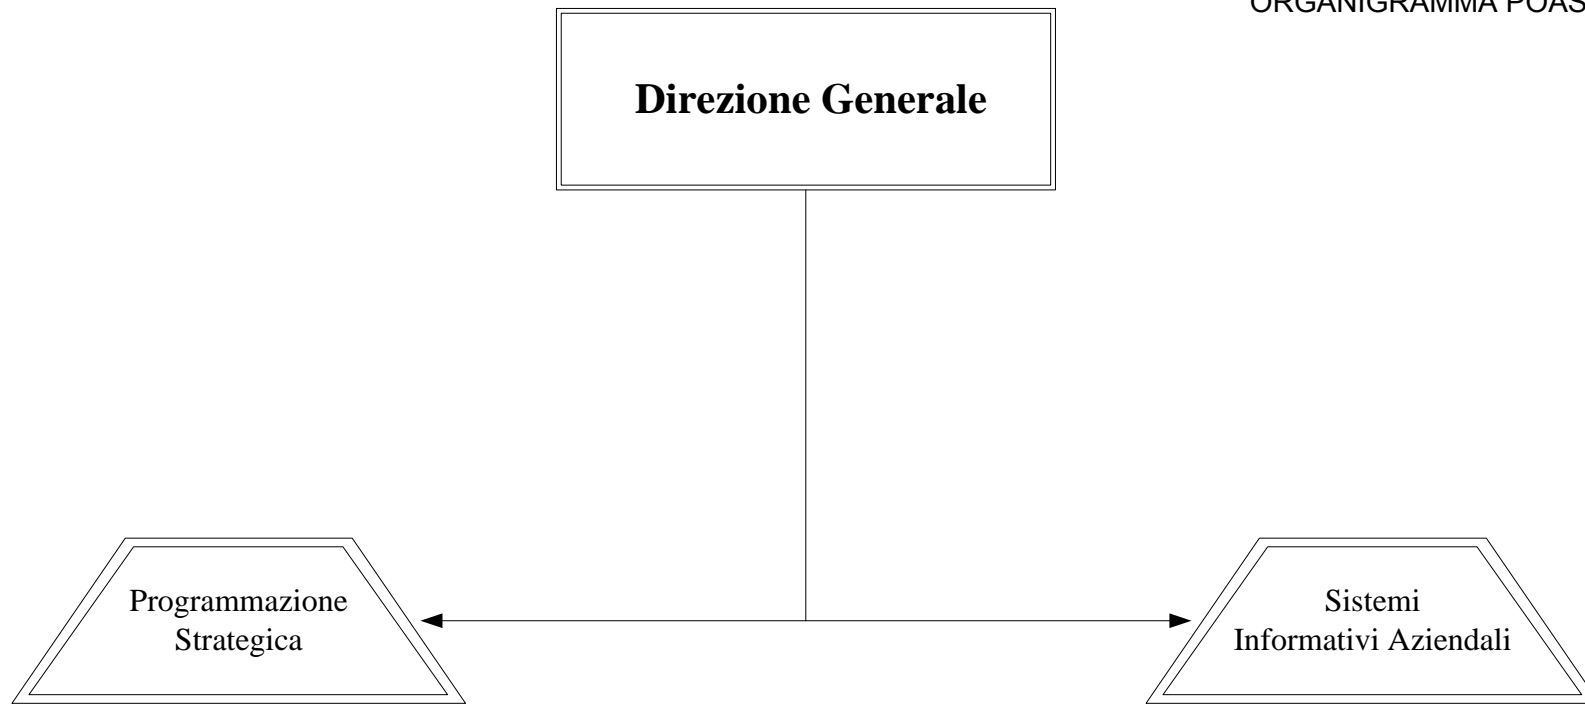 ORGANIGRAMMA POAS
Direzione Generale
Programmazione
Strategica
Sistemi
Informativi Aziendali